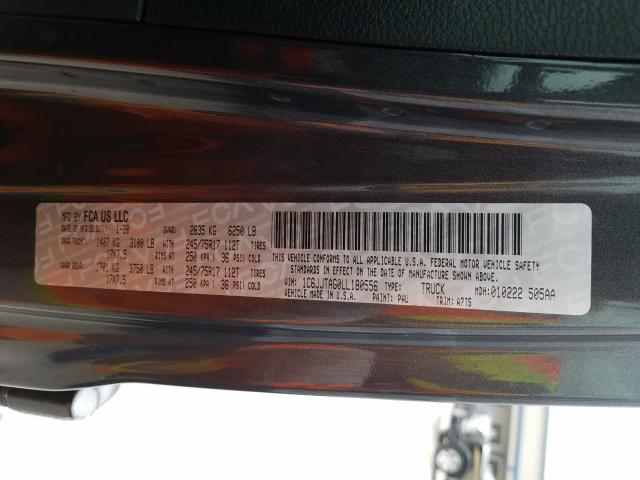 MFD BY FCA US LLC
DATE OF MFR: 1-20 GVWR: 2835 KG 6250 LB
GAWR FRONT: 1407 KG 3100 LB WITH 245/75R17 112T TIRES
17X7.5 RIMS AT 250 KPA / 36 PSI COLD
GAWR REAR: 1701 KG 3750 LB WITH 245/75R17 112T TIRES
17X7.5 RIMS AT 250 KPA / 36 PSI COLD
THIS VEHICLE CONFORMS TO ALL APPLICABLE U.S.A. FEDERAL MOTOR VEHICLE SAFETY
STANDARDS IN EFFECT ON THE DATE OF MANUFACTURE SHOWN ABOVE.
VIN: 1C6JJTAG0LL180556 TYPE: TRUCK MDH: 010222 505AA
VEHICLE MADE IN U.S.A. PAINT: PAU TRIM: A7T5